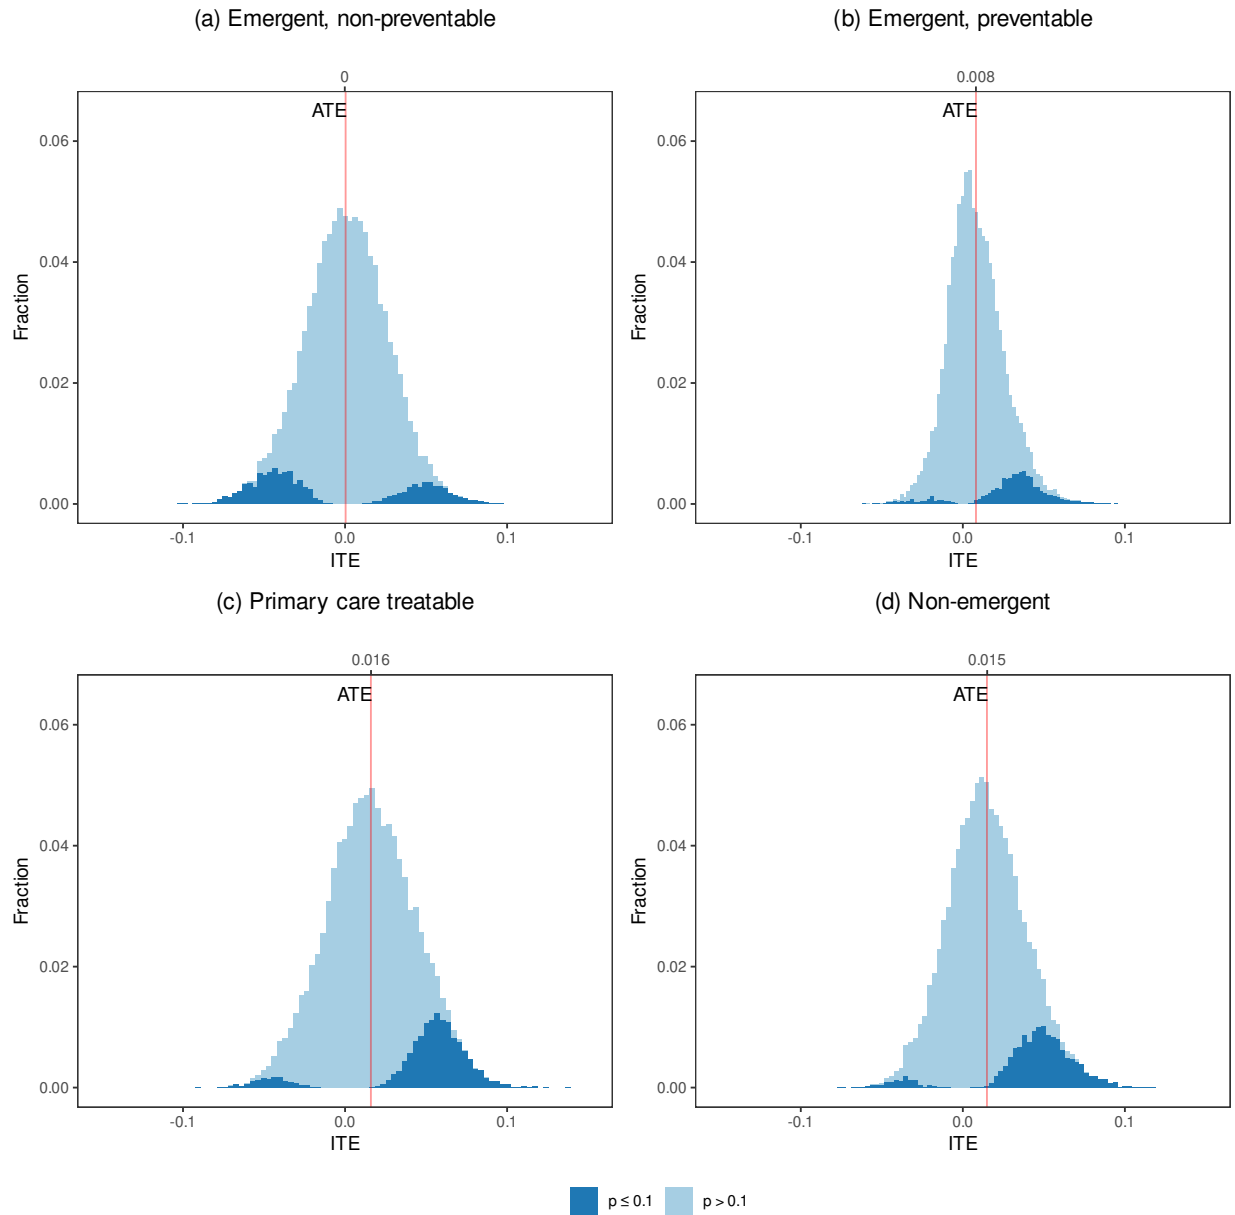 (a) Emergent, non-preventable
(b) Emergent, preventable
0
0.008
ATE
ATE
0.06
0.06
0.04
0.04
Fraction
Fraction
0.02
0.02
0.00
0.00
-0.1 0.0 0.1
-0.1 0.0 0.1
ITE
ITE
(c) Primary care treatable
(d) Non-emergent
0.016
0.015
ATE
ATE
0.06
0.06
0.04
0.04
Fraction
Fraction
0.02
0.02
0.00
0.00
-0.1 0.0 0.1
-0.1 0.0 0.1
ITE
ITE
p ≤ 0.1 p > 0.1